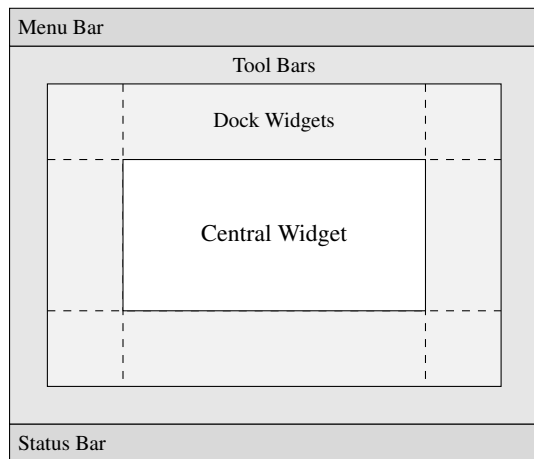 Menu Bar
Tool Bars
Dock Widgets
Central Widget
Status Bar